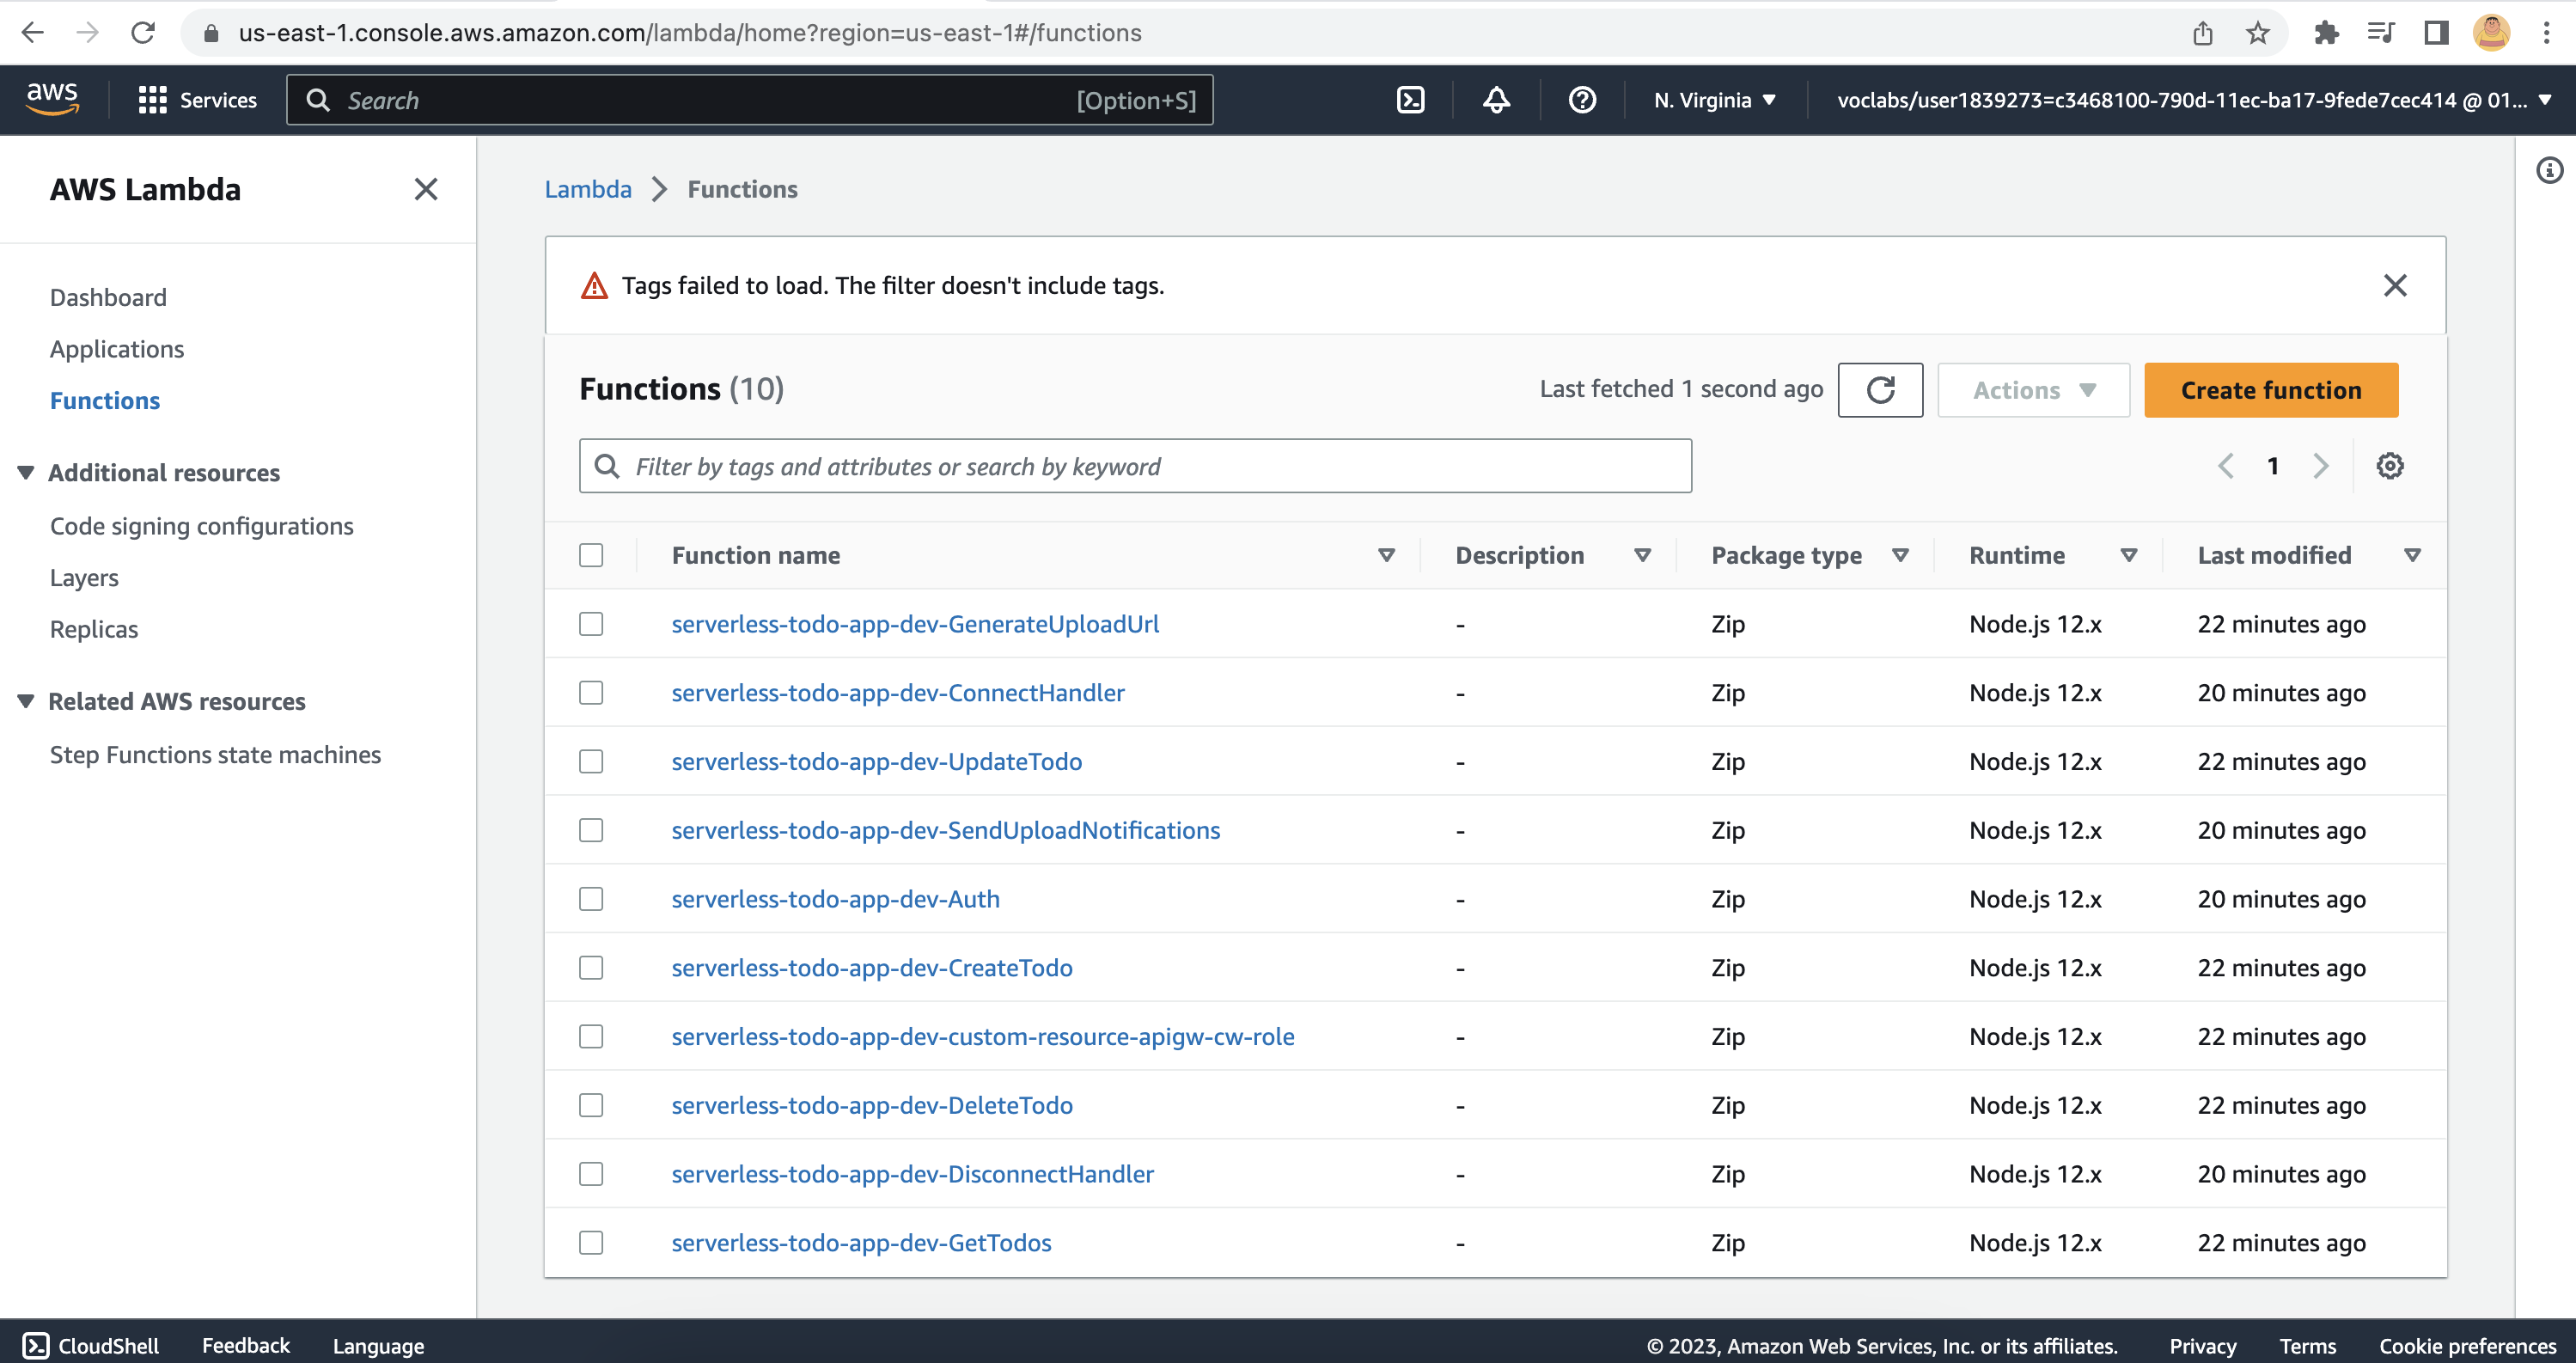 us-east-1.console.aws.amazon.com/lambda/home?region=us-east-1#/functions
aws Services Search [Option+S] N. Virginia voclabs/user1839273=c3468100-790d-11ec-ba17-9fede7cec414 @ 01...
AWS Lambda
Dashboard
Applications
Functions
Additional resources
Code signing configurations
Layers
Replicas
Related AWS resources
Step Functions state machines
Lambda Functions
Tags failed to load. The filter doesn't include tags.
Functions (10) Last fetched 1 second ago Actions Create function
Filter by tags and attributes or search by keyword 1
Function name Description Package type Runtime Last modified
serverless-todo-app-dev-GenerateUploadUrl - Zip Node.js 12.x 22 minutes ago
serverless-todo-app-dev-ConnectHandler - Zip Node.js 12.x 20 minutes ago
serverless-todo-app-dev-UpdateTodo - Zip Node.js 12.x 22 minutes ago
serverless-todo-app-dev-SendUploadNotifications - Zip Node.js 12.x 20 minutes ago
serverless-todo-app-dev-Auth - Zip Node.js 12.x 20 minutes ago
serverless-todo-app-dev-CreateTodo - Zip Node.js 12.x 22 minutes ago
serverless-todo-app-dev-custom-resource-apigw-cw-role - Zip Node.js 12.x 22 minutes ago
serverless-todo-app-dev-DeleteTodo - Zip Node.js 12.x 22 minutes ago
serverless-todo-app-dev-DisconnectHandler - Zip Node.js 12.x 20 minutes ago
serverless-todo-app-dev-GetTodos - Zip Node.js 12.x 22 minutes ago
CloudShell Feedback Language © 2023, Amazon Web Services, Inc. or its affiliates. Privacy Terms Cookie preferences